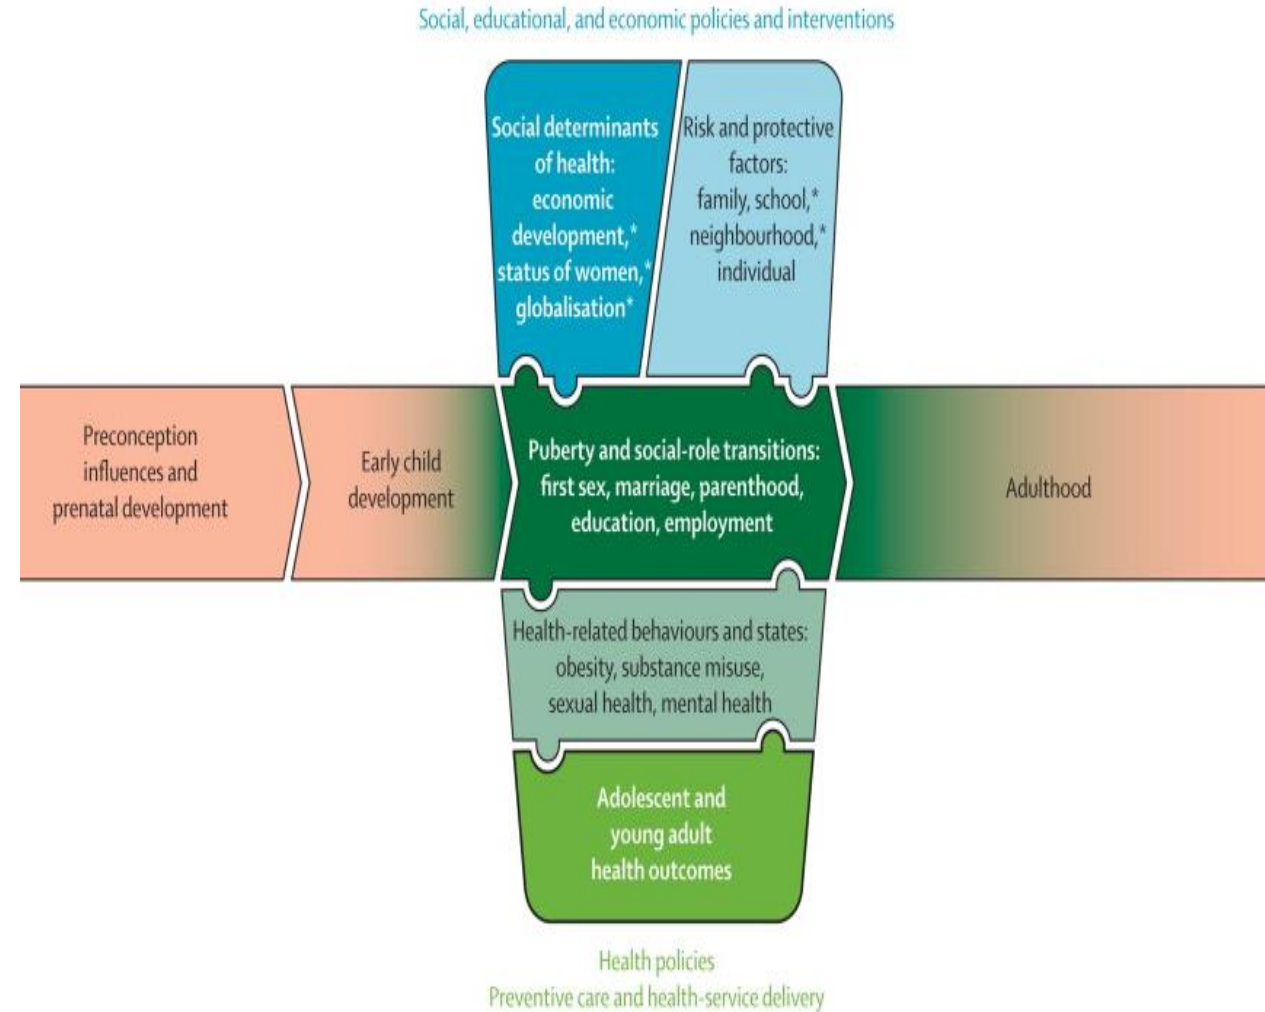 Social, educational, and economic policies and interventions
Social determinants
of health:
economic
development,*
status of women,*
globalisation*
Risk and protective
factors:
family, school,*
neighbourhood,*
individual
Preconception
influences and
prenatal development
Early child
development
Puberty and social-role transitions:
first sex, marriage, parenthood,
education, employment
Adulthood
Health-related behaviours and states:
obesity, substance misuse,
sexual health, mental health
Adolescent and
young adult
health outcomes
Health policies
Preventive care and health-service delivery